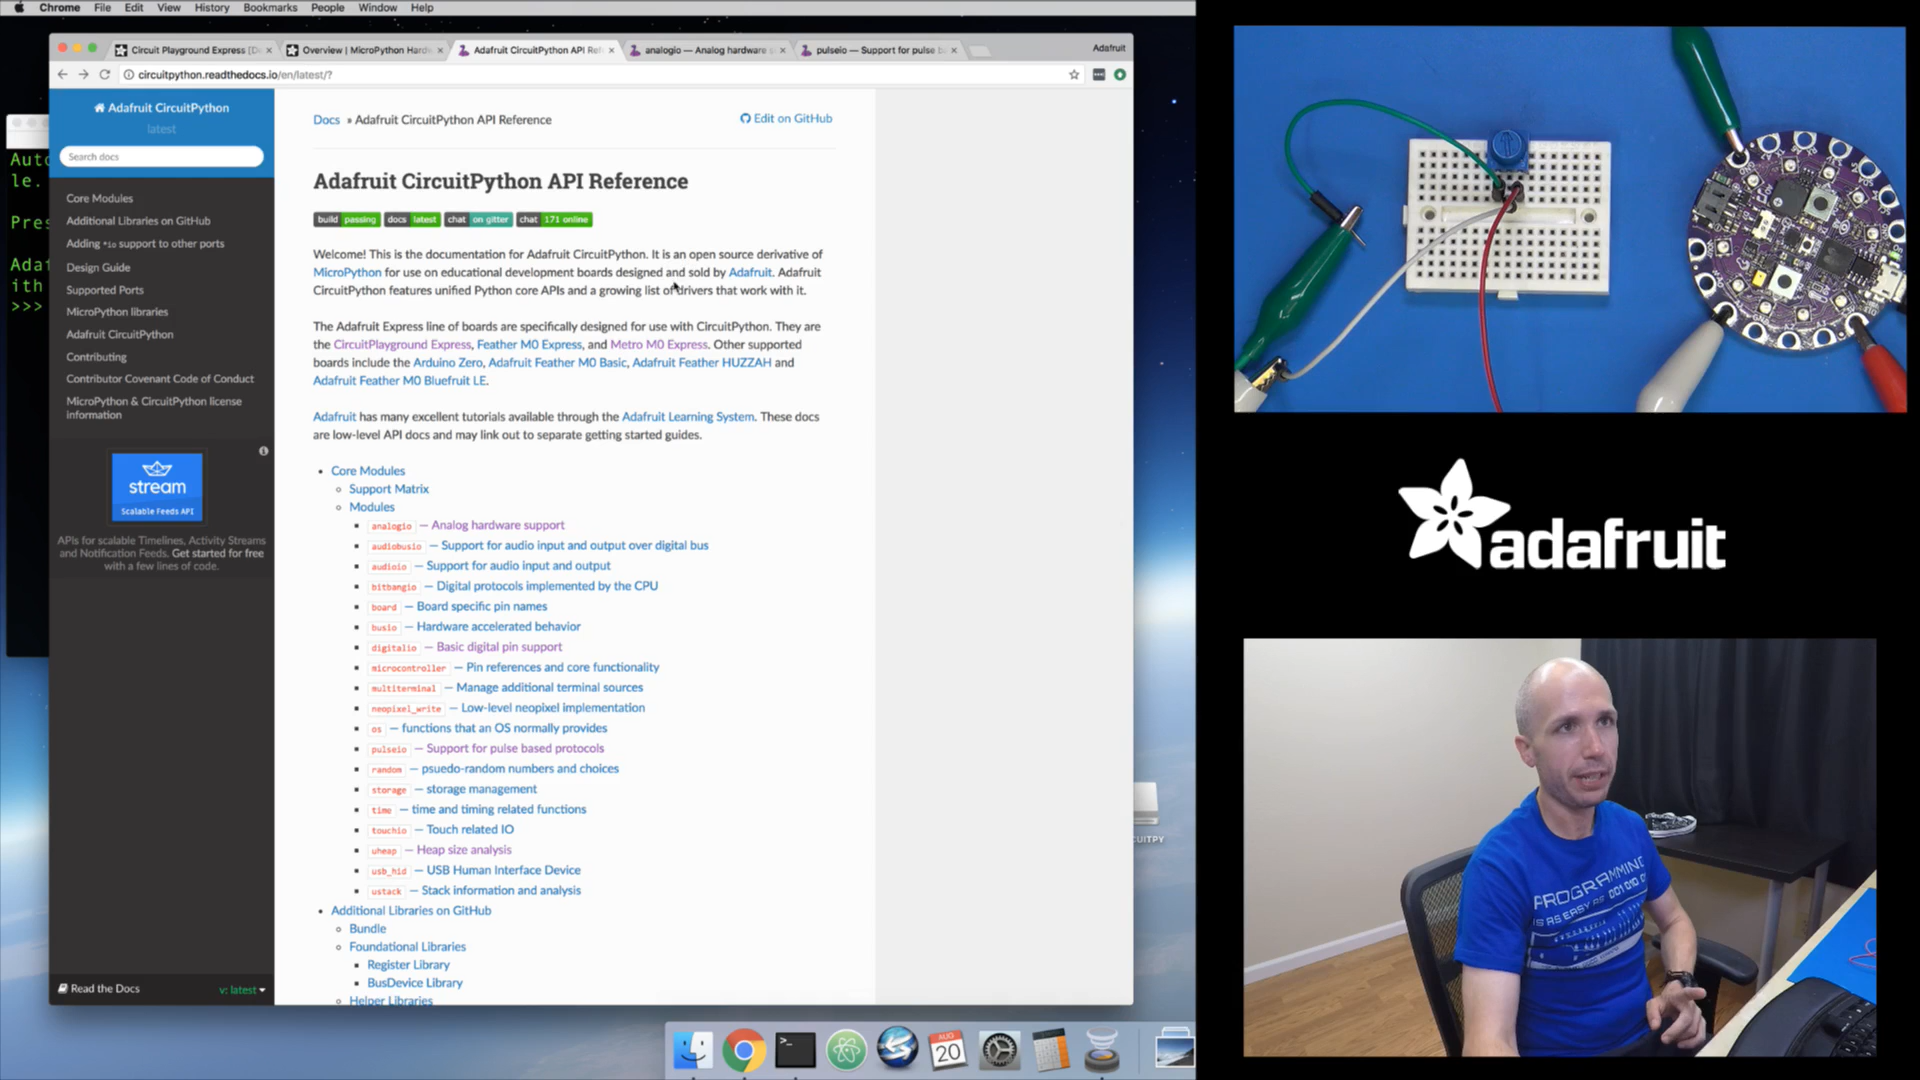 Chrome File Edit View History Bookmarks People Window Help
Circuit Playground Express [D
Overview | MicroPython Hardw
Adafruit CircuitPython API Ref
analogio — Analog hardware s
pulseio — Support for pulse b
Adafruit
circuitpython.readthedocs.io/en/latest/?
Adafruit CircuitPython
latest
Search docs
Core Modules
Additional Libraries on GitHub
Adding *io support to other ports
Design Guide
Supported Ports
MicroPython libraries
Adafruit CircuitPython
Contributing
Contributor Covenant Code of Conduct
MicroPython & CircuitPython license
information
stream
Scalable Feeds API
APIs for scalable Timelines, Activity Streams
and Notification Feeds. Get started for free
with a few lines of code.
Read the Docs
v: latest
Auto
le.
Pres
Adaf
ith
>>>
Docs » Adafruit CircuitPython API Reference
Edit on GitHub
Adafruit CircuitPython API Reference
build passing docs latest chat on gitter chat 171 online
Welcome! This is the documentation for Adafruit CircuitPython. It is an open source derivative of
MicroPython for use on educational development boards designed and sold by Adafruit. Adafruit
CircuitPython features unified Python core APIs and a growing list of drivers that work with it.
The Adafruit Express line of boards are specifically designed for use with CircuitPython. They are
the CircuitPlayground Express, Feather M0 Express, and Metro M0 Express. Other supported
boards include the Arduino Zero, Adafruit Feather M0 Basic, Adafruit Feather HUZZAH and
Adafruit Feather M0 Bluefruit LE.
Adafruit has many excellent tutorials available through the Adafruit Learning System. These docs
are low-level API docs and may link out to separate getting started guides.
Core Modules
Support Matrix
Modules
analogio — Analog hardware support
audiobusio — Support for audio input and output over digital bus
audioio — Support for audio input and output
bitbangio — Digital protocols implemented by the CPU
board — Board specific pin names
busio — Hardware accelerated behavior
digitalio — Basic digital pin support
microcontroller — Pin references and core functionality
multiterminal — Manage additional terminal sources
neopixel_write — Low-level neopixel implementation
os — functions that an OS normally provides
pulseio — Support for pulse based protocols
random — psuedo-random numbers and choices
storage — storage management
time — time and timing related functions
touchio — Touch related IO
uheap — Heap size analysis
usb_hid — USB Human Interface Device
ustack — Stack information and analysis
Additional Libraries on GitHub
Bundle
Foundational Libraries
Register Library
BusDevice Library
Helper Libraries
UITPY
AUG
20
adafruit
PROGRAMMING
IS AS EASY AS 001 010 0